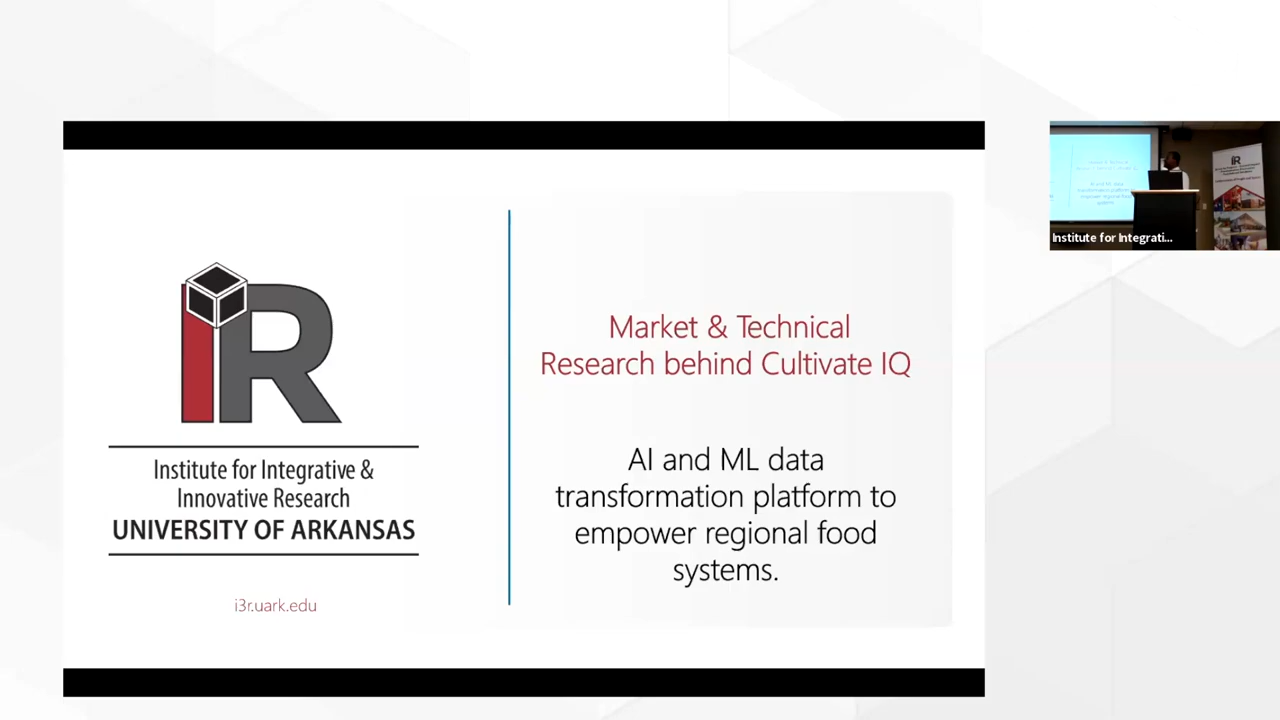 IR
Institute for Integrative &
Innovative Research
UNIVERSITY OF ARKANSAS
i3r.uark.edu
Market & Technical
Research behind Cultivate IQ
AI and ML data
transformation platform to
empower regional food
systems.
IR
Institute for Integrati...